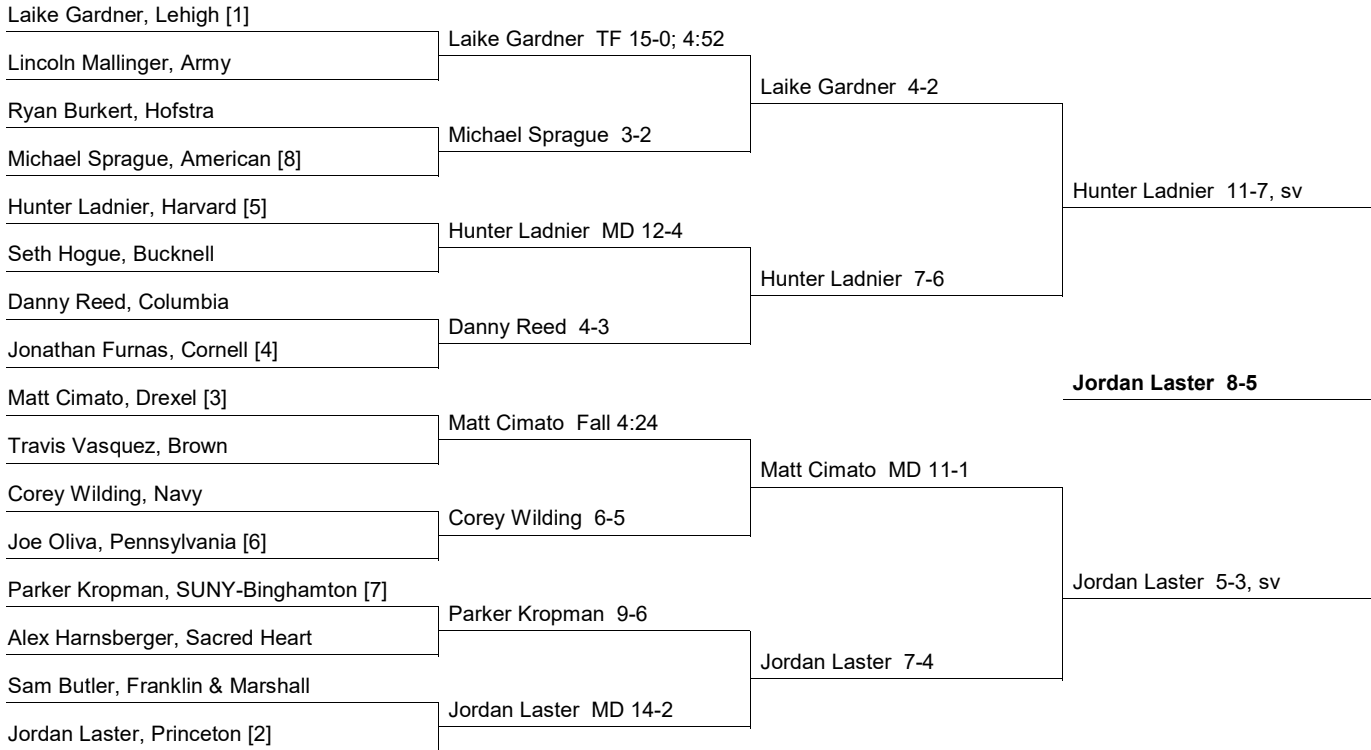 Laike Gardner, Lehigh [1]
Lincoln Mallinger, Army
Ryan Burkert, Hofstra
Michael Sprague, American [8]
Hunter Ladnier, Harvard [5]
Seth Hogue, Bucknell
Danny Reed, Columbia
Jonathan Furnas, Cornell [4]
Matt Cimato, Drexel [3]
Travis Vasquez, Brown
Corey Wilding, Navy
Joe Oliva, Pennsylvania [6]
Parker Kropman, SUNY-Binghamton [7]
Alex Harnsberger, Sacred Heart
Sam Butler, Franklin & Marshall
Jordan Laster, Princeton [2]
Laike Gardner TF 15-0; 4:52
Michael Sprague 3-2
Hunter Ladnier MD 12-4
Danny Reed 4-3
Matt Cimato Fall 4:24
Corey Wilding 6-5
Parker Kropman 9-6
Jordan Laster MD 14-2
Laike Gardner 4-2
Hunter Ladnier 7-6
Matt Cimato MD 11-1
Jordan Laster 7-4
Hunter Ladnier 11-7, sv
Jordan Laster 8-5
Jordan Laster 5-3, sv